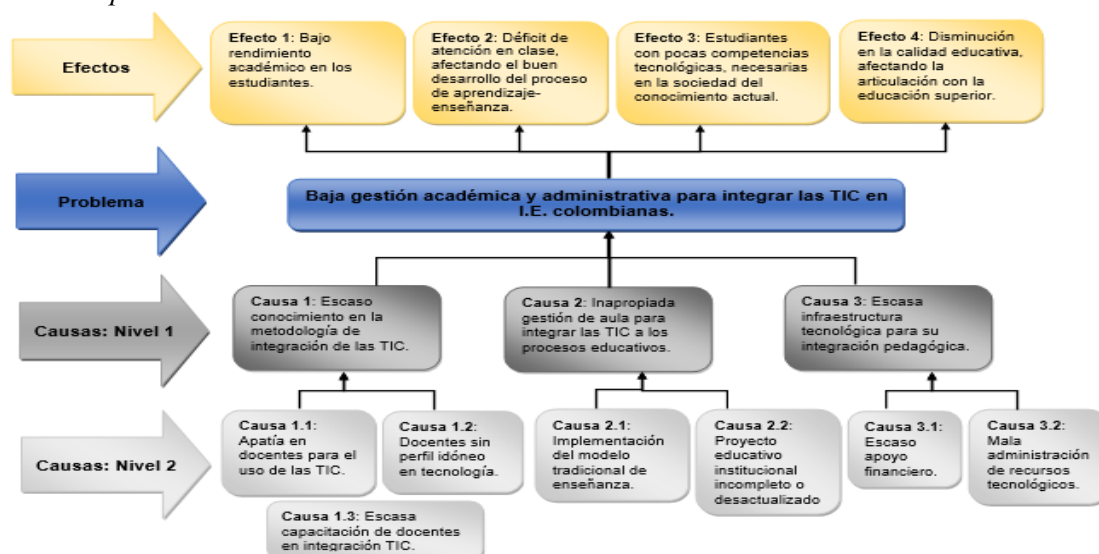 Efectos
Efecto 1: Bajo
rendimiento
académico en los
estudiantes.
Efecto 2: Déficit de
atención en clase,
afectando el buen
desarrollo del proceso
de aprendizaje-
enseñanza.
Efecto 3: Estudiantes
con pocas competencias
tecnológicas, necesarias
en la sociedad del
conocimiento actual.
Efecto 4: Disminución
en la calidad educativa,
afectando la
articulación con la
educación superior.
Problema
Baja gestión académica y administrativa para integrar las TIC en
I.E. colombianas.
Causas: Nivel 1
Causa 1: Escaso
conocimiento en la
metodología de
integración de las TIC.
Causa 2: Inapropiada
gestión de aula para
integrar las TIC a los
procesos educativos.
Causa 3: Escasa
infraestructura
tecnológica para su
integración pedagógica.
Causas: Nivel 2
Causa 1.1:
Apatía en
docentes para el
uso de las TIC.
Causa 1.2:
Docentes sin
perfil idóneo en
tecnología.
Causa 2.1:
Implementación
del modelo
tradicional de
enseñanza.
Causa 2.2:
Proyecto
educativo
institucional
incompleto o
desactualizado
Causa 3.1:
Escaso
apoyo
financiero.
Causa 3.2:
Mala
administración
de recursos
tecnológicos.
Causa 1.3: Escasa
capacitación de docentes
en integración TIC.